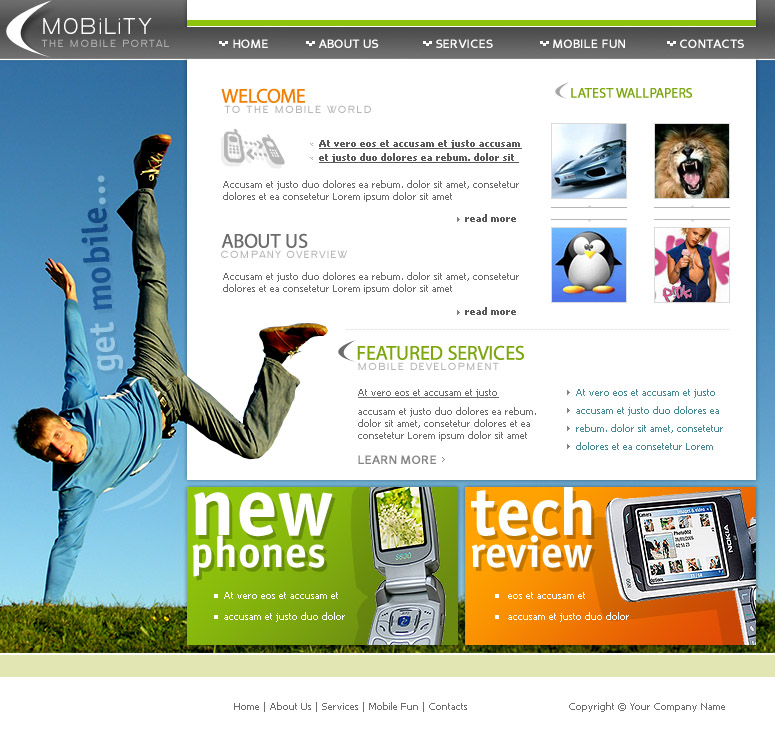 MOBiLiTY
THE MOBILE PORTAL
HOME
ABOUT US
SERVICES
MOBILE FUN
CONTACTS
get mobile...
WELCOME
TO THE MOBILE WORLD
At vero eos et accusam et justo accusam
et justo duo dolores ea rebum. dolor sit
Accusam et justo duo dolores ea rebum. dolor sit amet, consetetur
dolores et ea consetetur Lorem ipsum dolor sit amet
read more
ABOUT US
COMPANY OVERVIEW
Accusam et justo duo dolores ea rebum. dolor sit amet, consetetur
dolores et ea consetetur Lorem ipsum dolor sit amet
read more
LATEST WALLPAPERS
pink
FEATURED SERVICES
MOBILE DEVELOPMENT
At vero eos et accusam et justo
accusam et justo duo dolores ea rebum.
dolor sit amet, consetetur dolores et ea
consetetur Lorem ipsum dolor sit amet
LEARN MORE
At vero eos et accusam et justo
accusam et justo duo dolores ea
rebum. dolor sit amet, consetetur
dolores et ea consetetur Lorem
new
phones
At vero eos et accusam et
accusam et justo duo dolor
tech
review
eos et accusam et
accusam et justo duo dolor
Camera
Images & video
Photo002
Options
NOKIA
Home | About Us | Services | Mobile Fun | Contacts
Copyright © Your Company Name